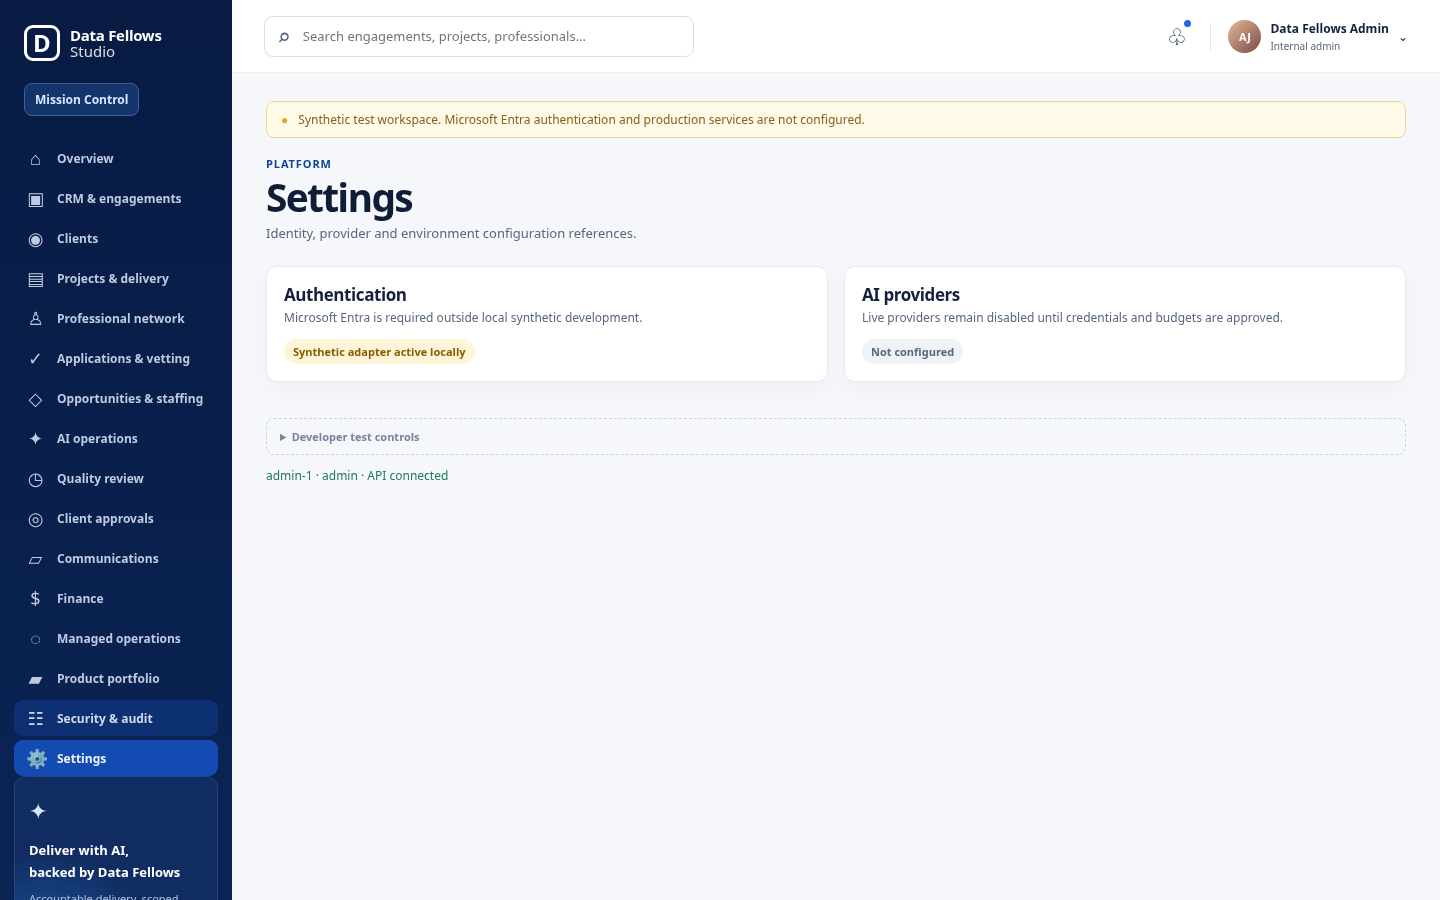 D
Data Fellows
Studio
Mission Control
Overview
CRM & engagements
Clients
Projects & delivery
Professional network
Applications & vetting
Opportunities & staffing
AI operations
Quality review
Client approvals
Communications
$ Finance
Managed operations
Product portfolio
Security & audit
Settings
Deliver with AI,
backed by Data Fellows
Accountable delivery, scoped
Search engagements, projects, professionals...
AJ
Data Fellows Admin
Internal admin
Synthetic test workspace. Microsoft Entra authentication and production services are not configured.
PLATFORM
Settings
Identity, provider and environment configuration references.
Authentication
Microsoft Entra is required outside local synthetic development.
Synthetic adapter active locally
AI providers
Live providers remain disabled until credentials and budgets are approved.
Not configured
Developer test controls
admin-1 · admin · API connected